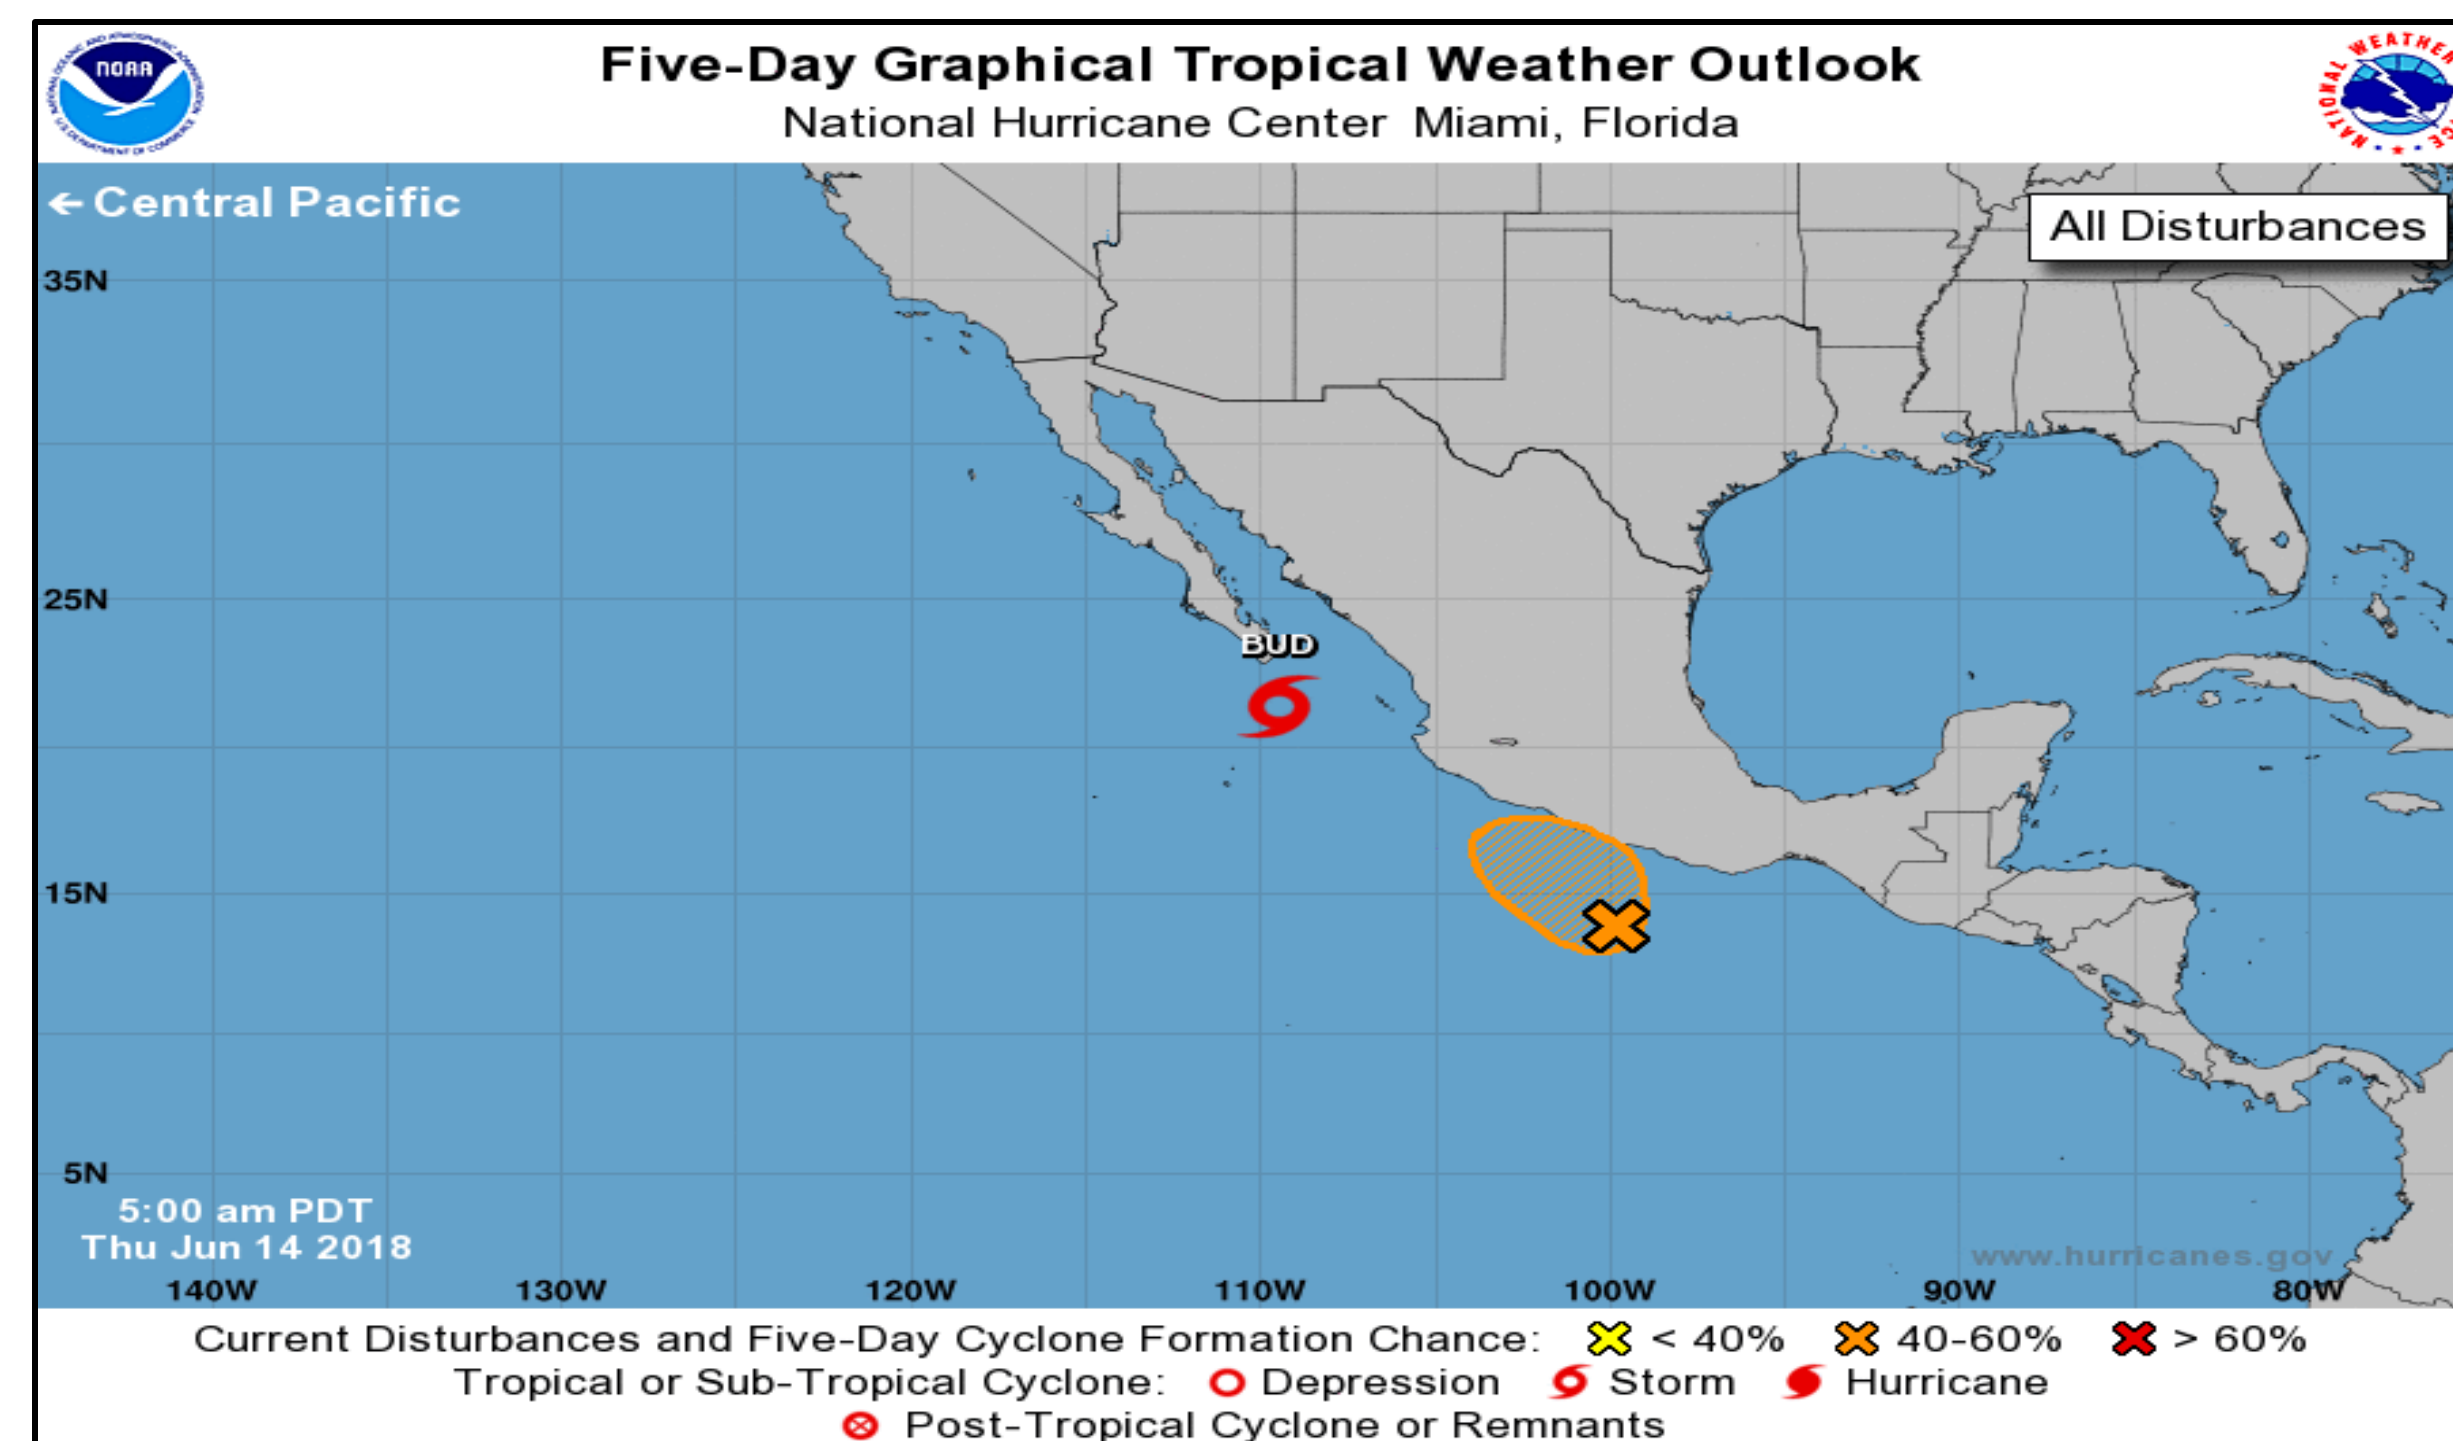 Five-Day Graphical Tropical Weather Outlook
National Hurricane Center Miami, Florida
NOAA
NATIONAL WEATHER
← Central Pacific
All Disturbances
35N
25N
BUD
15N
5N
5:00 am PDT
Thu Jun 14 2018
www.hurricanes.gov
140W 130W 120W 110W 100W 90W 80W
Current Disturbances and Five-Day Cyclone Formation Chance: < 40% 40-60% > 60%
Tropical or Sub-Tropical Cyclone: Depression Storm Hurricane
Post-Tropical Cyclone or Remnants